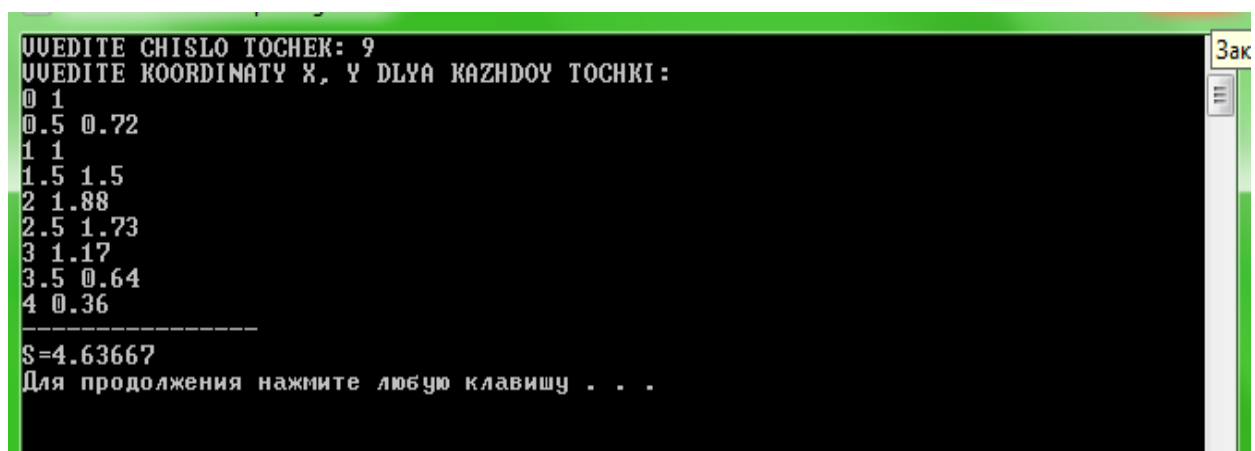 VVEDITE CHISLO TOCHEK: 9
Зак
VVEDITE KOORDINATY X, Y DLYA KAZHDOY TOCHKI:
0 1
0.5 0.72
1 1
1.5 1.5
2 1.88
2.5 1.73
3 1.17
3.5 0.64
4 0.36
-----------------
S=4.63667
Для продолжения нажмите любую клавишу . . .